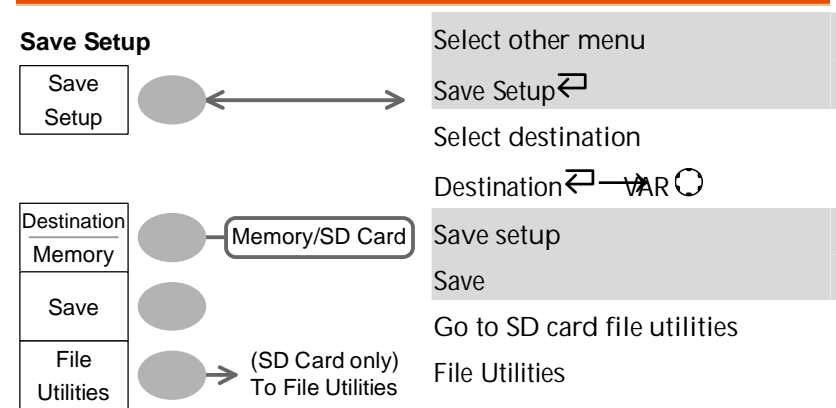 Save Setup
Save
Setup
Destination
Memory
Memory/SD Card
Save
File
Utilities
(SD Card only)
To File Utilities
Select other menu
Save Setup
Select destination
Destination VAR
Save setup
Save
Go to SD card file utilities
File Utilities